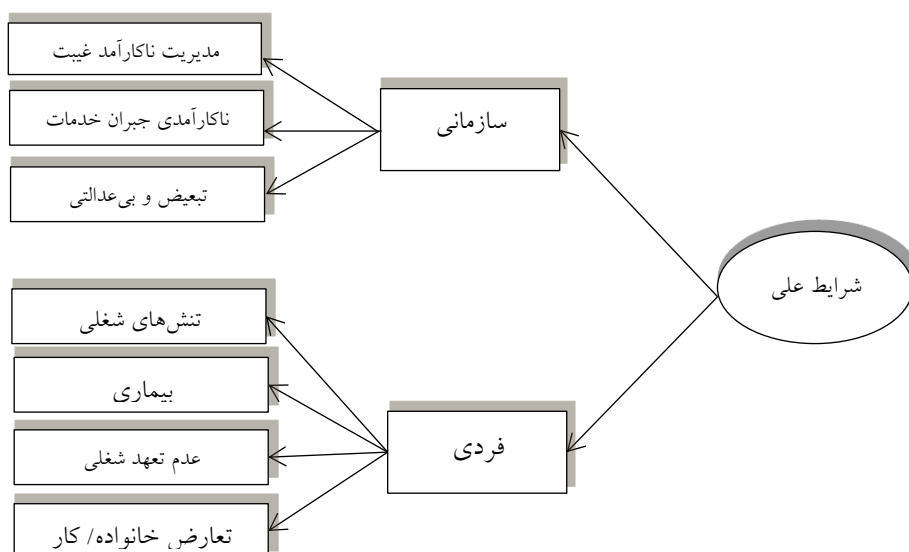 شرایط علی
سازمانی
مدیریت ناکارآمد غیبت
ناکارآمدی جبران خدمات
تبعیض و بی‌عدالتی
فردی
تنش‌های شغلی
بیماری
عدم تعهد شغلی
تعارض خانواده/ کار